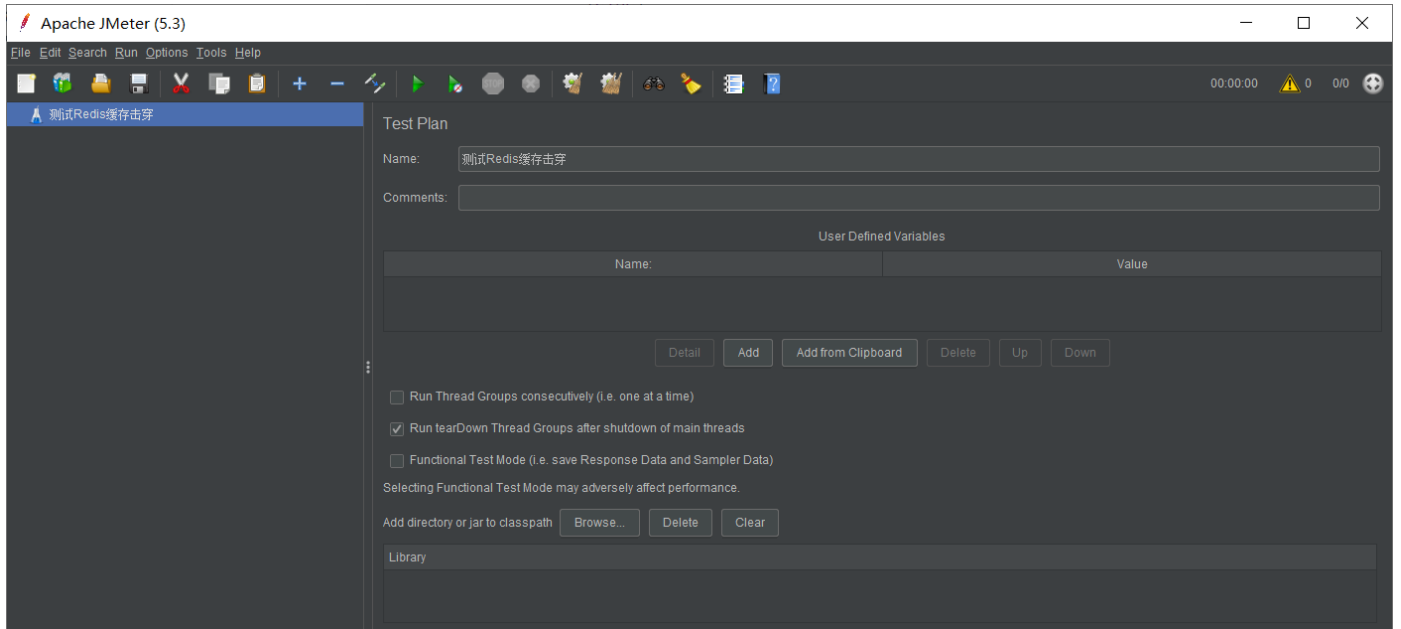 Apache JMeter (5.3)
File Edit Search Run Options Tools Help
STOP
00:00:00 0 0/0
测试Redis缓存击穿
Test Plan
Name: 测试Redis缓存击穿
Comments:
User Defined Variables
Name: Value
Detail Add Add from Clipboard Delete Up Down
Run Thread Groups consecutively (i.e. one at a time)
Run tearDown Thread Groups after shutdown of main threads
Functional Test Mode (i.e. save Response Data and Sampler Data)
Selecting Functional Test Mode may adversely affect performance.
Add directory or jar to classpath Browse... Delete Clear
Library